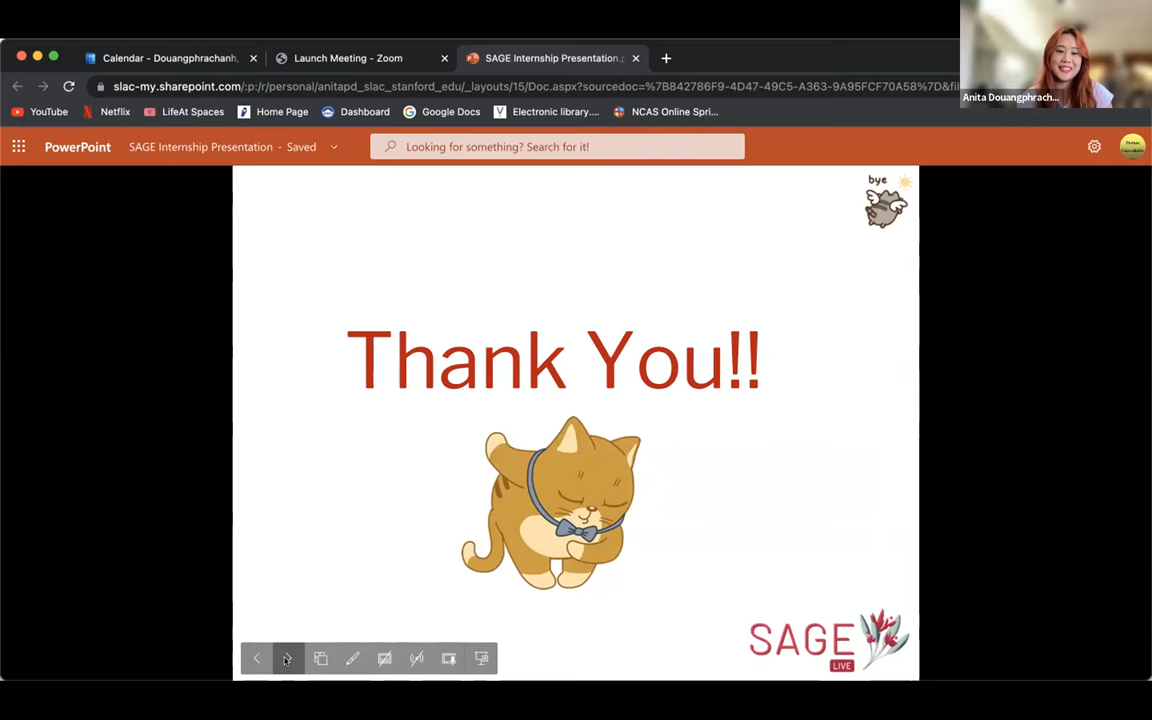 Calendar - Douangphrachanh,
Launch Meeting - Zoom
SAGE Internship Presentation.
slac-my.sharepoint.com/:p:/r/personal/anitapd_slac_stanford_edu/_layouts/15/Doc.aspx?sourcedoc=%7B842786F9-4D47-49C5-A363-9A95FCF70A58%7D&fil
Anita Douangphrach...
YouTube
Netflix
LifeAt Spaces
Home Page
Dashboard
Google Docs
Electronic library....
NCAS Online Spri...
PowerPoint
SAGE Internship Presentation - Saved
Looking for something? Search for it!
bye
Thank You!!
SAGE
LIVE